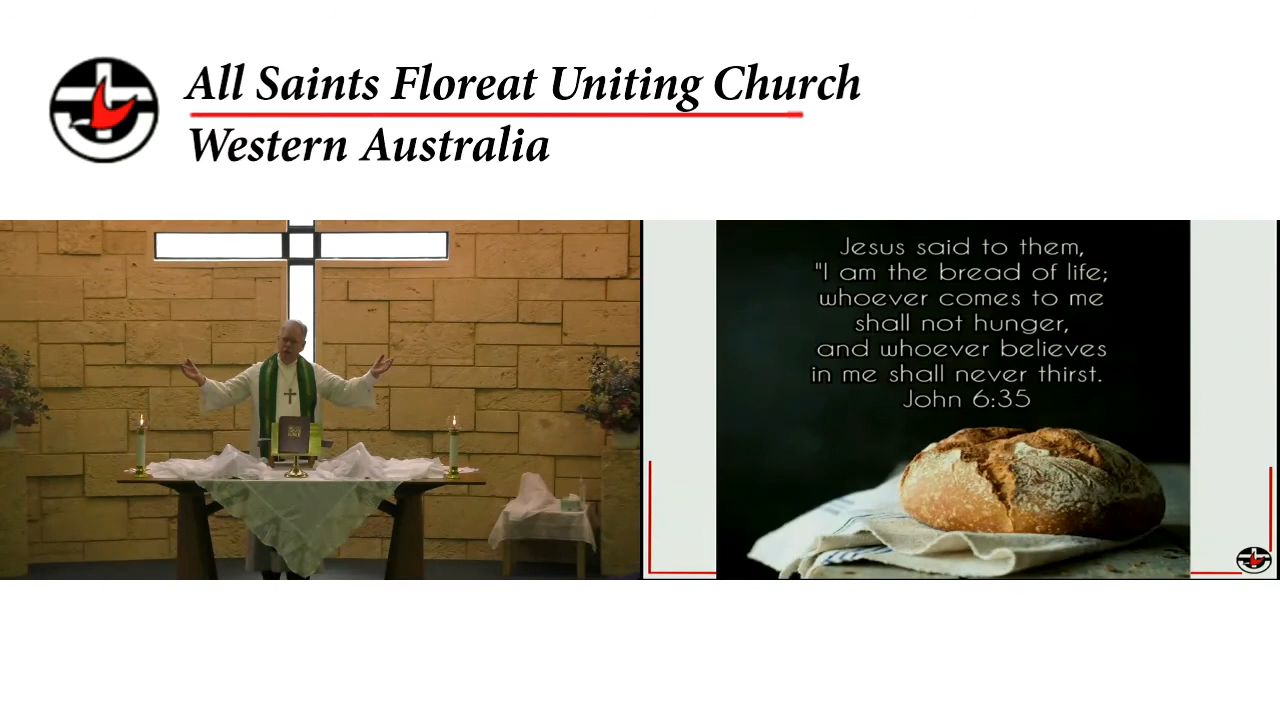 All Saints Floreat Uniting Church
Western Australia
Jesus said to them,
"I am the bread of life;
whoever comes to me
shall not hunger,
and whoever believes
in me shall never thirst.
John 6:35